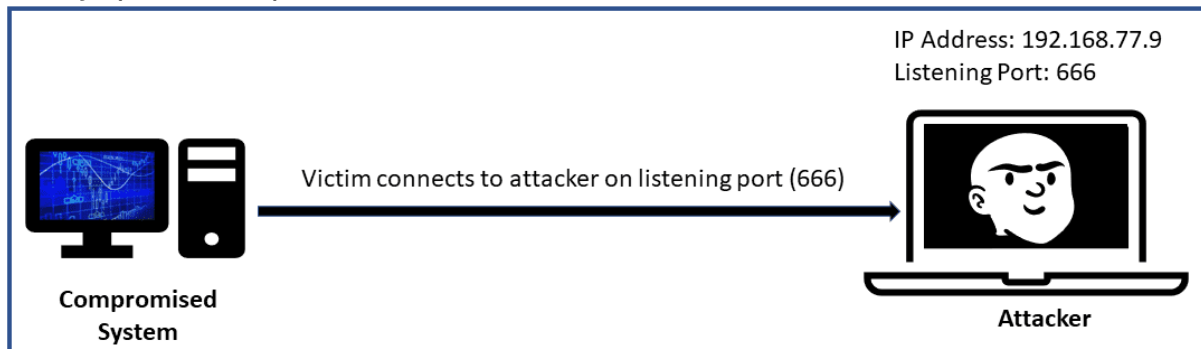 IP Address: 192.168.77.9
Listening Port: 666
Victim connects to attacker on listening port (666)
Compromised
System
Attacker